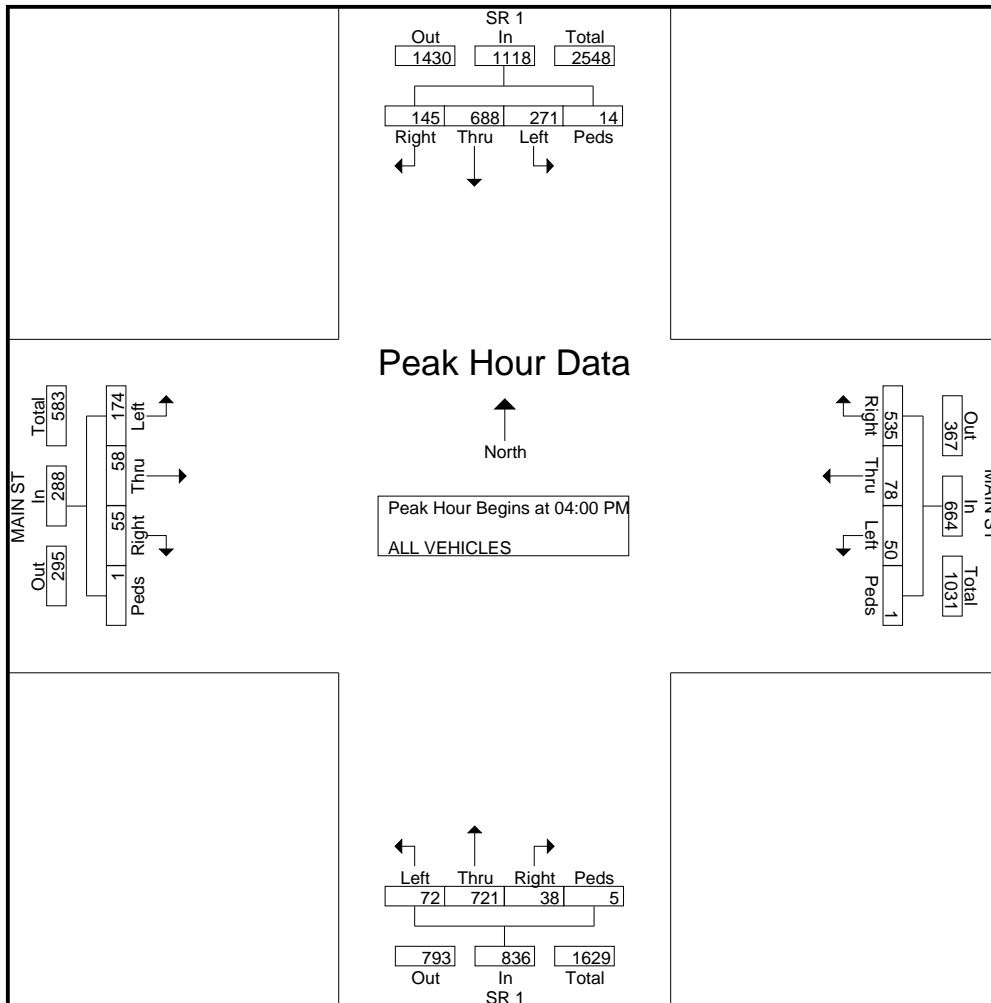 SR 1
Out In Total
1430 1118 2548
145 688 271 14
Right Thru Left Peds
Peak Hour Data
North
Peak Hour Begins at 04:00 PM
ALL VEHICLES
MAIN ST
Out In Total
295 288 583
Left Thru Right Peds
174 58 55 1
MAIN ST
Out In Total
367 664 1031
Right Thru Left Peds
535 78 50 1
Left Thru Right Peds
72 721 38 5
793 836 1629
Out In Total
SR 1